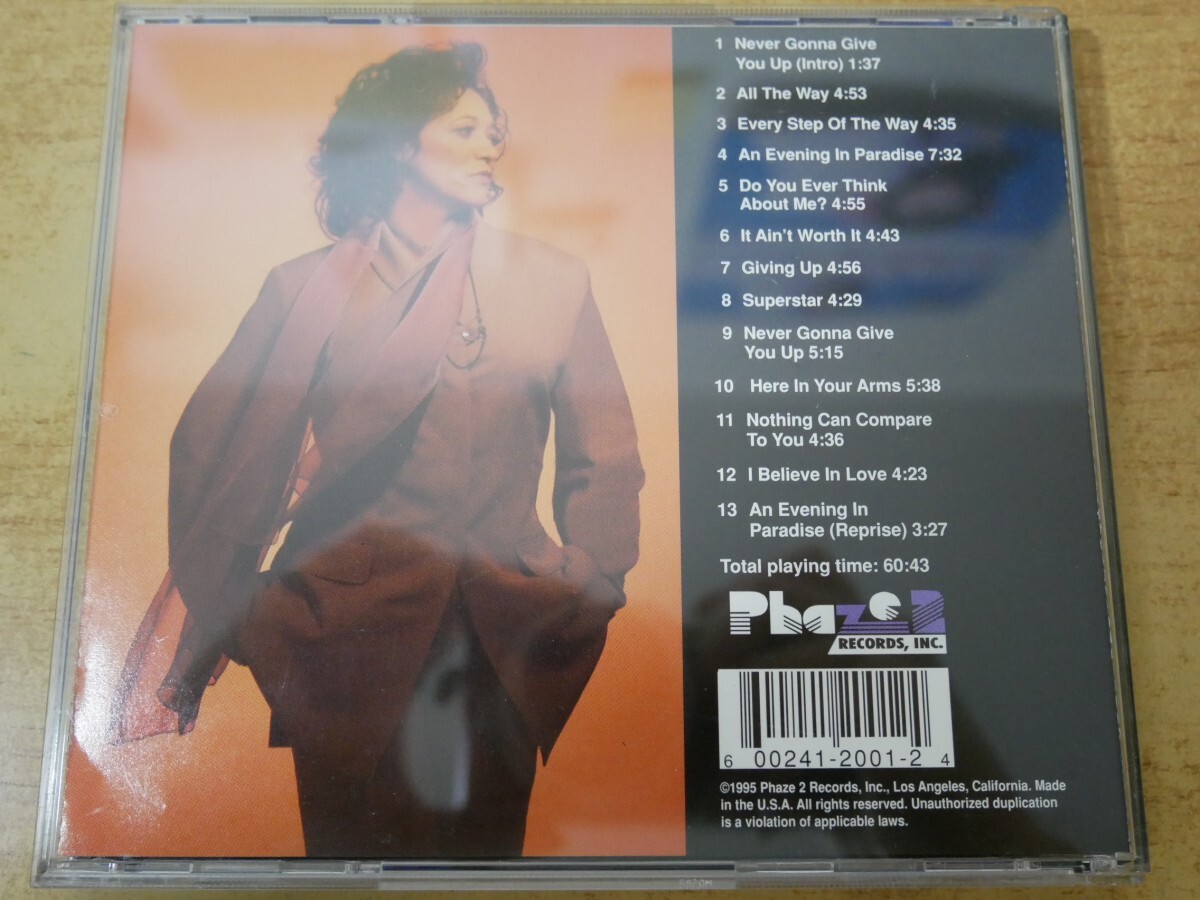 1 Never Gonna Give
You Up (Intro) 1:37
2 All The Way 4:53
3 Every Step Of The Way 4:35
4 An Evening In Paradise 7:32
5 Do You Ever Think
About Me? 4:55
6 It Ain't Worth It 4:43
7 Giving Up 4:56
8 Superstar 4:29
9 Never Gonna Give
You Up 5:15
10 Here In Your Arms 5:38
11 Nothing Can Compare
To You 4:36
12 I Believe In Love 4:23
13 An Evening In
Paradise (Reprise) 3:27
Total playing time: 60:43
Phaze 2
RECORDS, INC.
6 00241-2001-2 4
©1995 Phaze 2 Records, Inc., Los Angeles, California. Made
in the U.S.A. All rights reserved. Unauthorized duplication
is a violation of applicable laws.